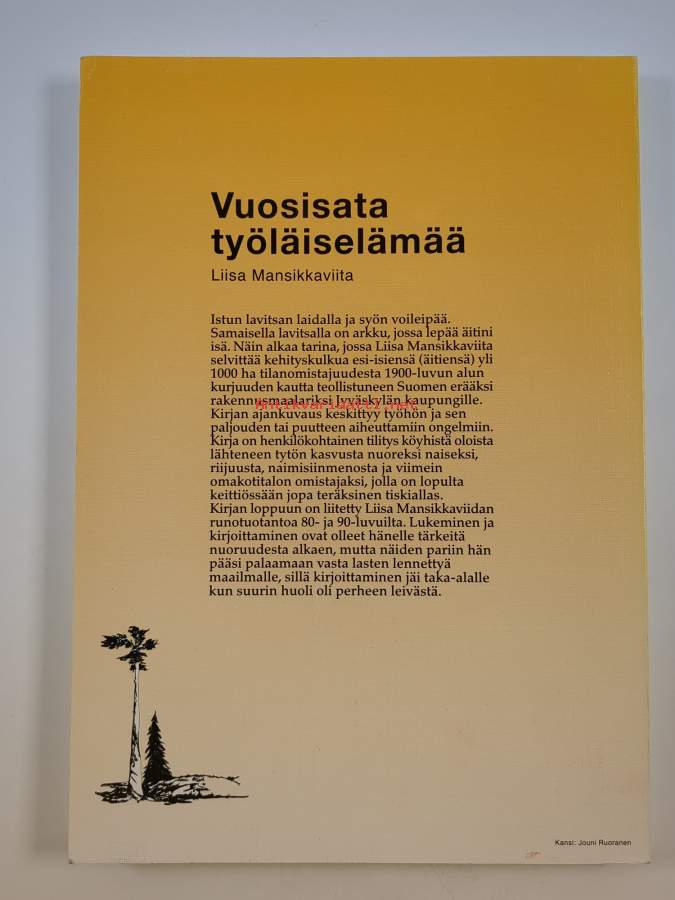 Vuosisata
työläiselämää
Liisa Mansikkaviita
Istun lavitsan laidalla ja syön voileipää.
Samaisella lavitsalla on arkku, jossa lepää äitini
isä. Näin alkaa tarina, jossa Liisa Mansikkaviita
selvittää kehityskulkua esi-isiensä (äitiensä) yli
1000 ha tilanomistajuudesta 1900-luvun alun
kurjuuden kautta teollistuneen Suomen erääksi
rakennusmaalariksi Jyväskylän kaupungille.
Antikvariaatti.net
Kirjan ajankuvaus keskittyy työhön ja sen
paljouden tai puutteen aiheuttamiin ongelmiin.
Kirja on henkilökohtainen tilitys köyhistä oloista
lähteneen tytön kasvusta nuoreksi naiseksi,
riijuusta, naimisiinmenosta ja viimein
omakotitalon omistajaksi, jolla on lopulta
keittiössään jopa teräksinen tiskiallas.
Kirjan loppuun on liitetty Liisa Mansikkaviidan
runotuotantoa 80- ja 90-luvuilta. Lukeminen ja
kirjoittaminen ovat olleet hänelle tärkeitä
nuoruudesta alkaen, mutta näiden pariin hän
pääsi palaamaan vasta lasten lennettyä
maailmalle, sillä kirjoittaminen jäi taka-alalle
kun suurin huoli oli perheen leivästä.
Kansi: Jouni Ruoranen